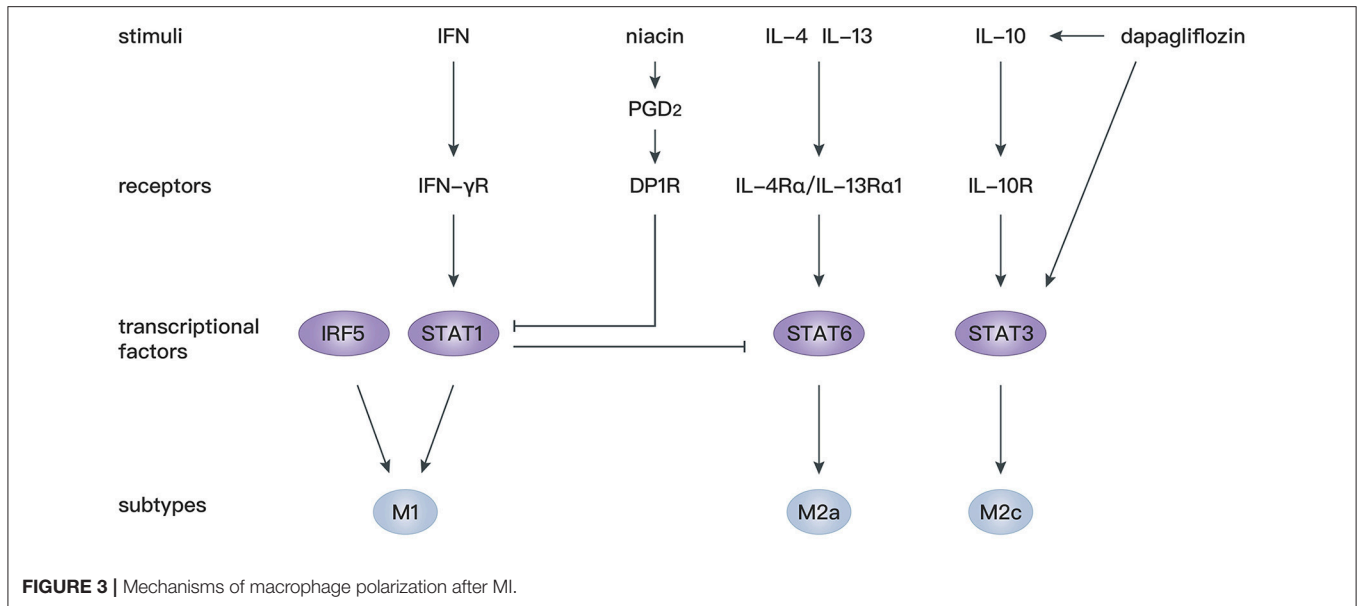 stimuli IFN niacin IL–4 IL–13 IL–10 dapagliflozin
PGD2
receptors IFN–γR DP1R IL–4Rα/IL–13Rα1 IL–10R
transcriptional
factors
IRF5 STAT1 STAT6 STAT3
subtypes M1 M2a M2c
FIGURE 3 | Mechanisms of macrophage polarization after MI.